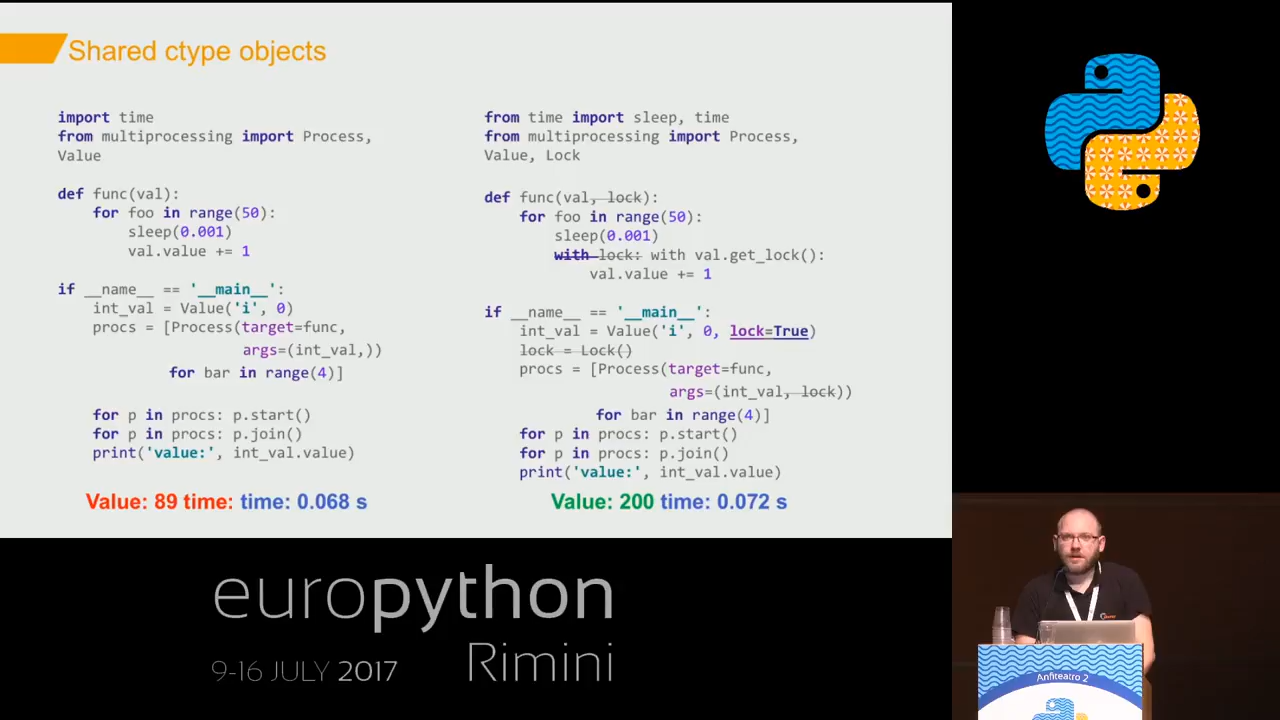 Shared ctype objects
import time
from multiprocessing import Process,
Value
def func(val):
for foo in range(50):
sleep(0.001)
val.value += 1
if __name__ == '__main__':
int_val = Value('i', 0)
procs = [Process(target=func,
args=(int_val,))
for bar in range(4)]
for p in procs: p.start()
for p in procs: p.join()
print('value:', int_val.value)
Value: 89 time: time: 0.068 s
from time import sleep, time
from multiprocessing import Process,
Value, Lock
def func(val, lock):
for foo in range(50):
sleep(0.001)
with lock: with val.get_lock():
val.value += 1
if __name__ == '__main__':
int_val = Value('i', 0, lock=True)
lock = Lock()
procs = [Process(target=func,
args=(int_val, lock))
for bar in range(4)]
for p in procs: p.start()
for p in procs: p.join()
print('value:', int_val.value)
Value: 200 time: 0.072 s
europython
9-16 JULY 2017 Rimini
Anfiteatro 2